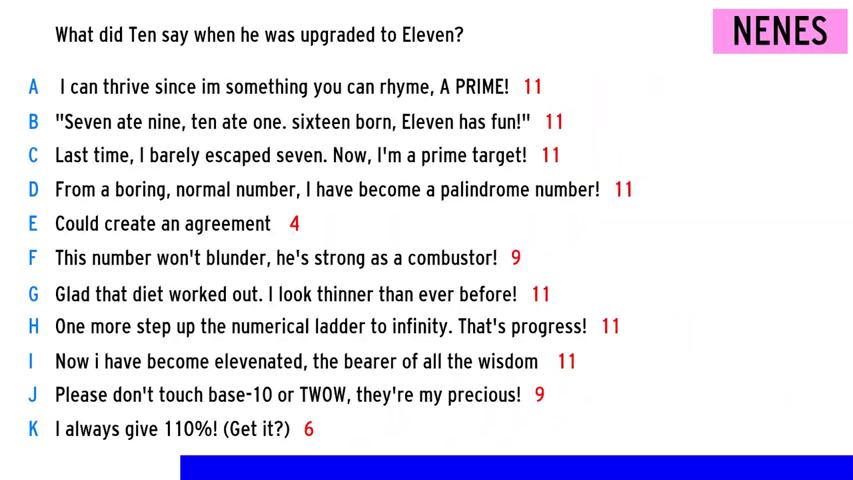 What did Ten say when he was upgraded to Eleven?
NENES
A I can thrive since im something you can rhyme, A PRIME! 11
B "Seven ate nine, ten ate one. sixteen born, Eleven has fun!" 11
C Last time, I barely escaped seven. Now, I'm a prime target! 11
D From a boring, normal number, I have become a palindrome number! 11
E Could create an agreement 4
F This number won't blunder, he's strong as a combustor! 9
G Glad that diet worked out. I look thinner than ever before! 11
H One more step up the numerical ladder to infinity. That's progress! 11
I Now i have become elevenated, the bearer of all the wisdom 11
J Please don't touch base-10 or TWOW, they're my precious! 9
K I always give 110%! (Get it?) 6